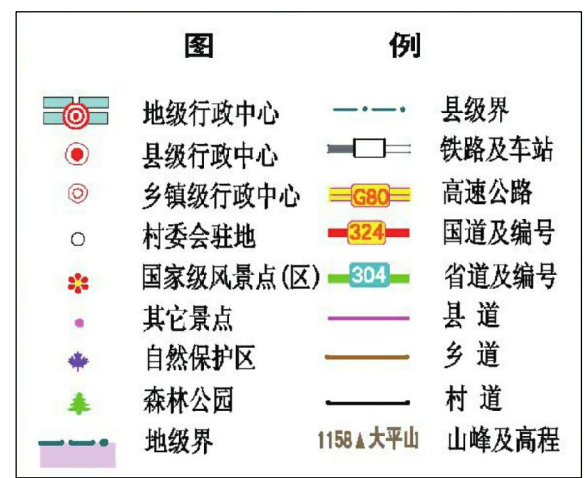 图 例
地级行政中心 县级界
县级行政中心 铁路及车站
乡镇级行政中心 G80 高速公路
村委会驻地 324 国道及编号
国家级风景点(区) 304 省道及编号
其它景点 县 道
自然保护区 乡 道
森林公园 村 道
地级界 1158▲大平山 山峰及高程